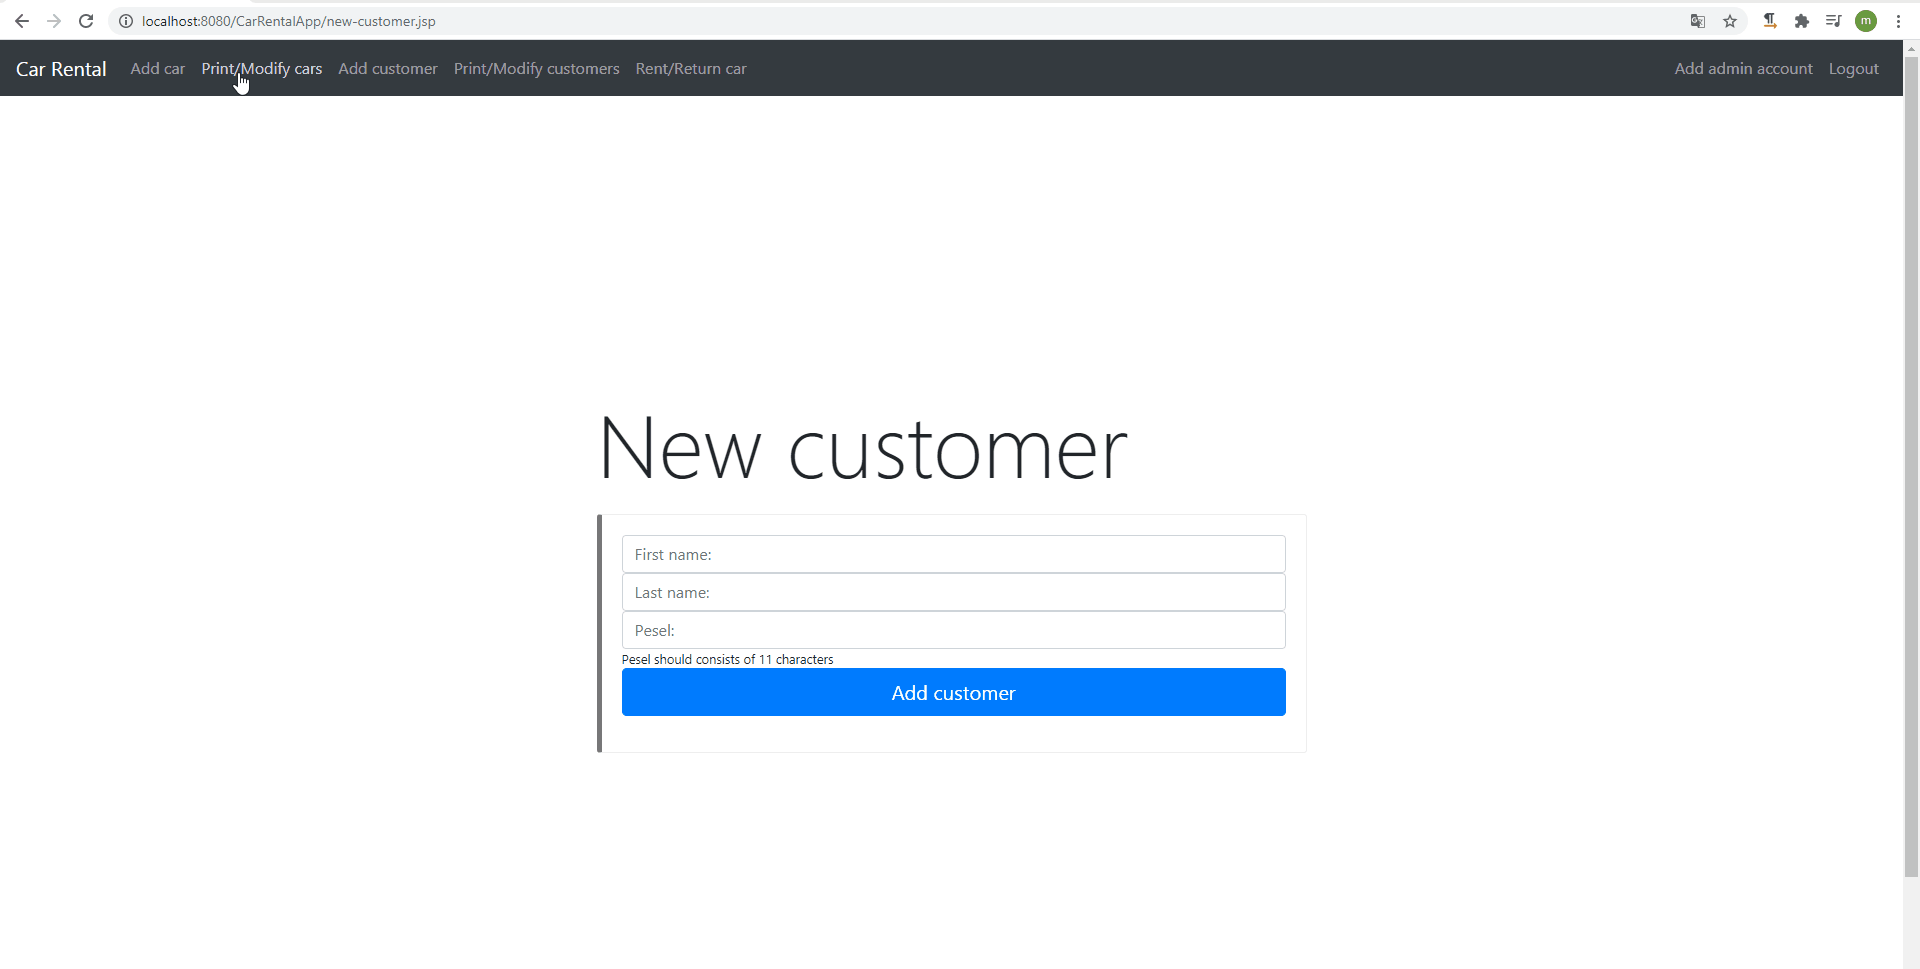 localhost:8080/CarRentalApp/new-customer.jsp
m
Car Rental Add car Print/Modify cars Add customer Print/Modify customers Rent/Return car Add admin account Logout
New customer
First name:
Last name:
Pesel:
Pesel should consists of 11 characters
Add customer